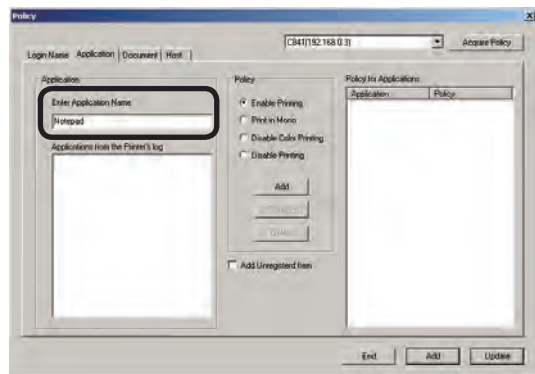 Policy
C841(192.168.0.3)
Acquire Policy
Login Name
Application
Document
Host
Application
Enter Application Name
Notepad
Applications from the Printer's log
Policy
Enable Printing
Print in Mono
Disable Color Printing
Disable Printing
Add
Add Unregisterd Item
Policy for Applications
Application
Policy
End
Add
Update